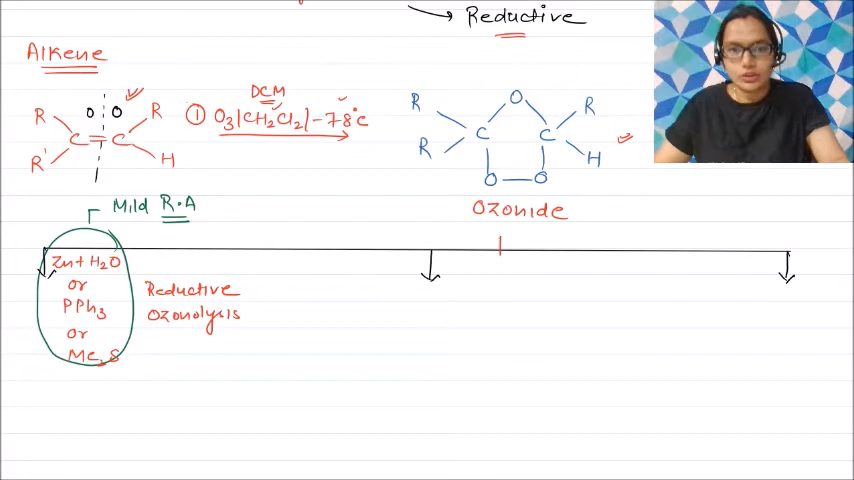 Reductive
Alkene
O O
R R
C = C
R' H
DCM
① O3/CH2Cl2/-78°C
O
R R
C C
R H
O—O
Ozonide
Mild R.A
Zn+H2O
or
PPh3
or
Me2S
Reductive
Ozonolysis